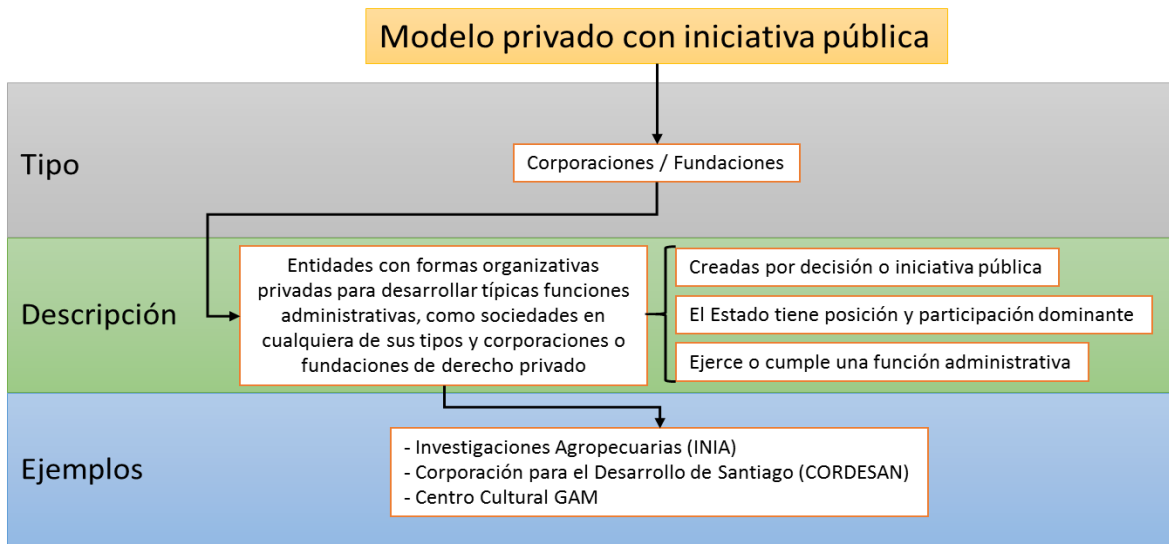 Modelo privado con iniciativa pública
Tipo
Corporaciones / Fundaciones
Descripción
Entidades con formas organizativas
privadas para desarrollar típicas funciones
administrativas, como sociedades en
cualquiera de sus tipos y corporaciones o
fundaciones de derecho privado
Creadas por decisión o iniciativa pública
El Estado tiene posición y participación dominante
Ejerce o cumple una función administrativa
Ejemplos
- Investigaciones Agropecuarias (INIA)
- Corporación para el Desarrollo de Santiago (CORDESAN)
- Centro Cultural GAM